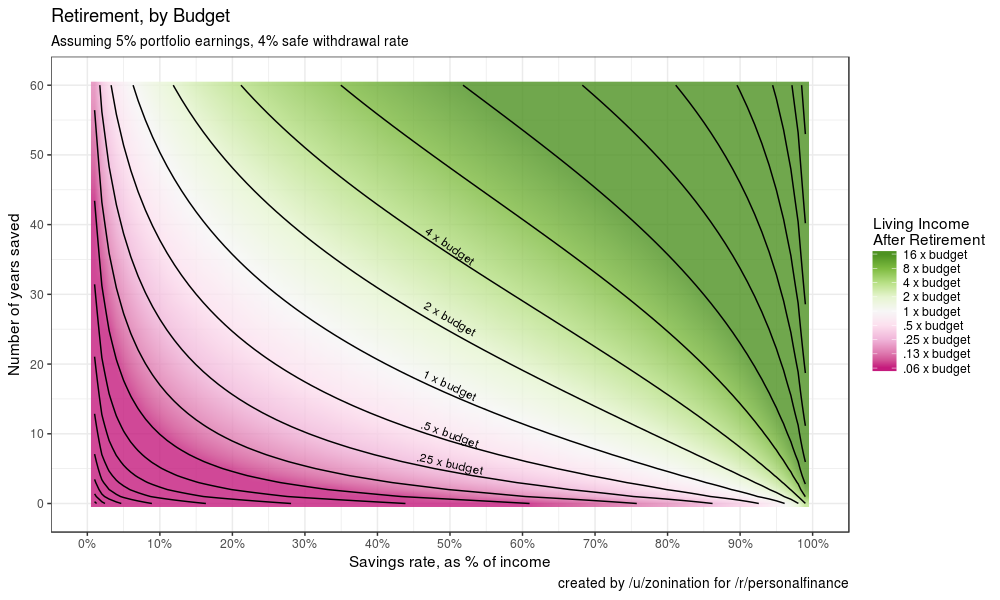 Retirement, by Budget
Assuming 5% portfolio earnings, 4% safe withdrawal rate
Number of years saved
60
50
40
30
20
10
0
4 x budget
2 x budget
1 x budget
.5 x budget
.25 x budget
0%
10%
20%
30%
40%
50%
60%
70%
80%
90%
100%
Savings rate, as % of income
Living Income
After Retirement
16 x budget
8 x budget
4 x budget
2 x budget
1 x budget
.5 x budget
.25 x budget
.13 x budget
.06 x budget
created by /u/zonination for /r/personalfinance